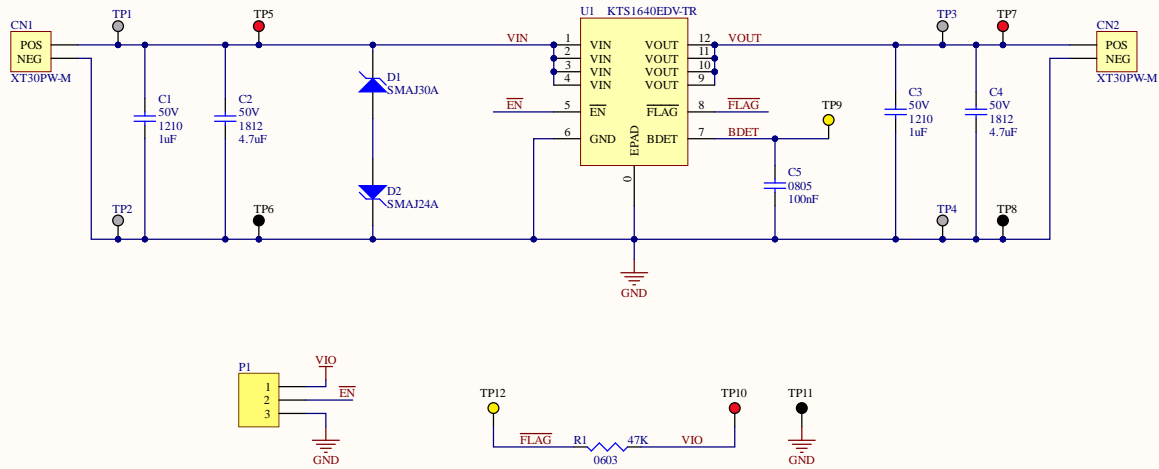 CN1
POS
NEG
XT30PW-M
TP1
TP5
C1
50V
1210
1uF
C2
50V
1812
4.7uF
TP2
TP6
D1
SMAJ30A
D2
SMAJ24A
VIN
EN
U1 KTS1640EDV-TR
1 VIN VOUT 12
2 VIN VOUT 11
3 VIN VOUT 10
4 VIN VOUT 9
5 EN FLAG 8
6 GND BDET 7
EPAD
0
GND
VOUT
FLAG
BDET
TP9
C5
0805
100nF
TP3
TP7
C3
50V
1210
1uF
C4
50V
1812
4.7uF
TP4
TP8
CN2
POS
NEG
XT30PW-M
P1
1
2
3
VIO
EN
GND
TP12
FLAG R1 47K VIO
0603
TP10
TP11
GND